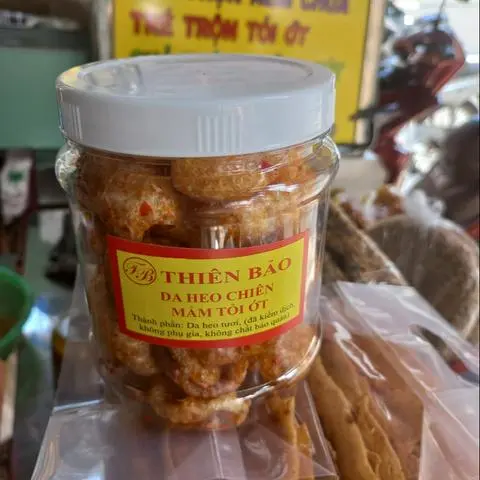 TRÉ TRỘN TỎI ỚT
TB
THIÊN BẢO
DA HEO CHIÊN
MẮM TỎI ỚT
Thành phần: Da heo tươi, (đã kiểm dịch,
không phụ gia, không chất bảo quản)